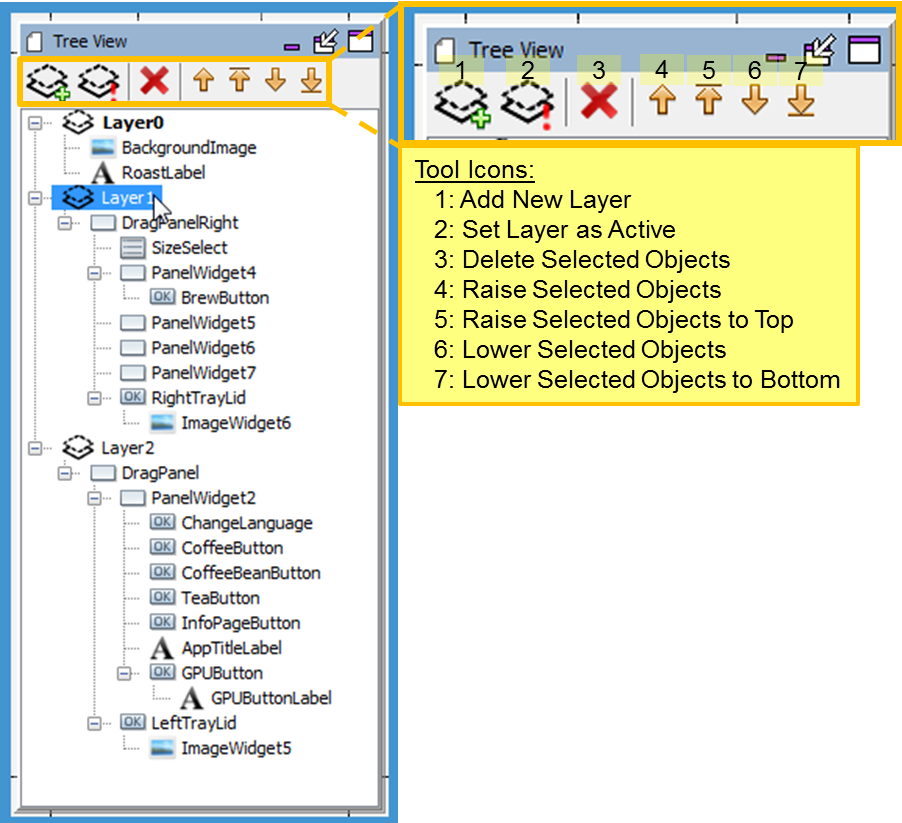 Tree View
Layer0
BackgroundImage
A RoastLabel
Layer1
DragPanelRight
SizeSelect
PanelWidget4
OK BrewButton
PanelWidget5
PanelWidget6
PanelWidget7
OK RightTrayLid
ImageWidget6
Layer2
DragPanel
PanelWidget2
OK ChangeLanguage
OK CoffeeButton
OK CoffeeBeanButton
OK TeaButton
OK InfoPageButton
A AppTitleLabel
OK GPUButton
A GPUButtonLabel
OK LeftTrayLid
ImageWidget5
Tree View
1 2 3 4 5 6 7
Tool Icons:
1: Add New Layer
2: Set Layer as Active
3: Delete Selected Objects
4: Raise Selected Objects
5: Raise Selected Objects to Top
6: Lower Selected Objects
7: Lower Selected Objects to Bottom